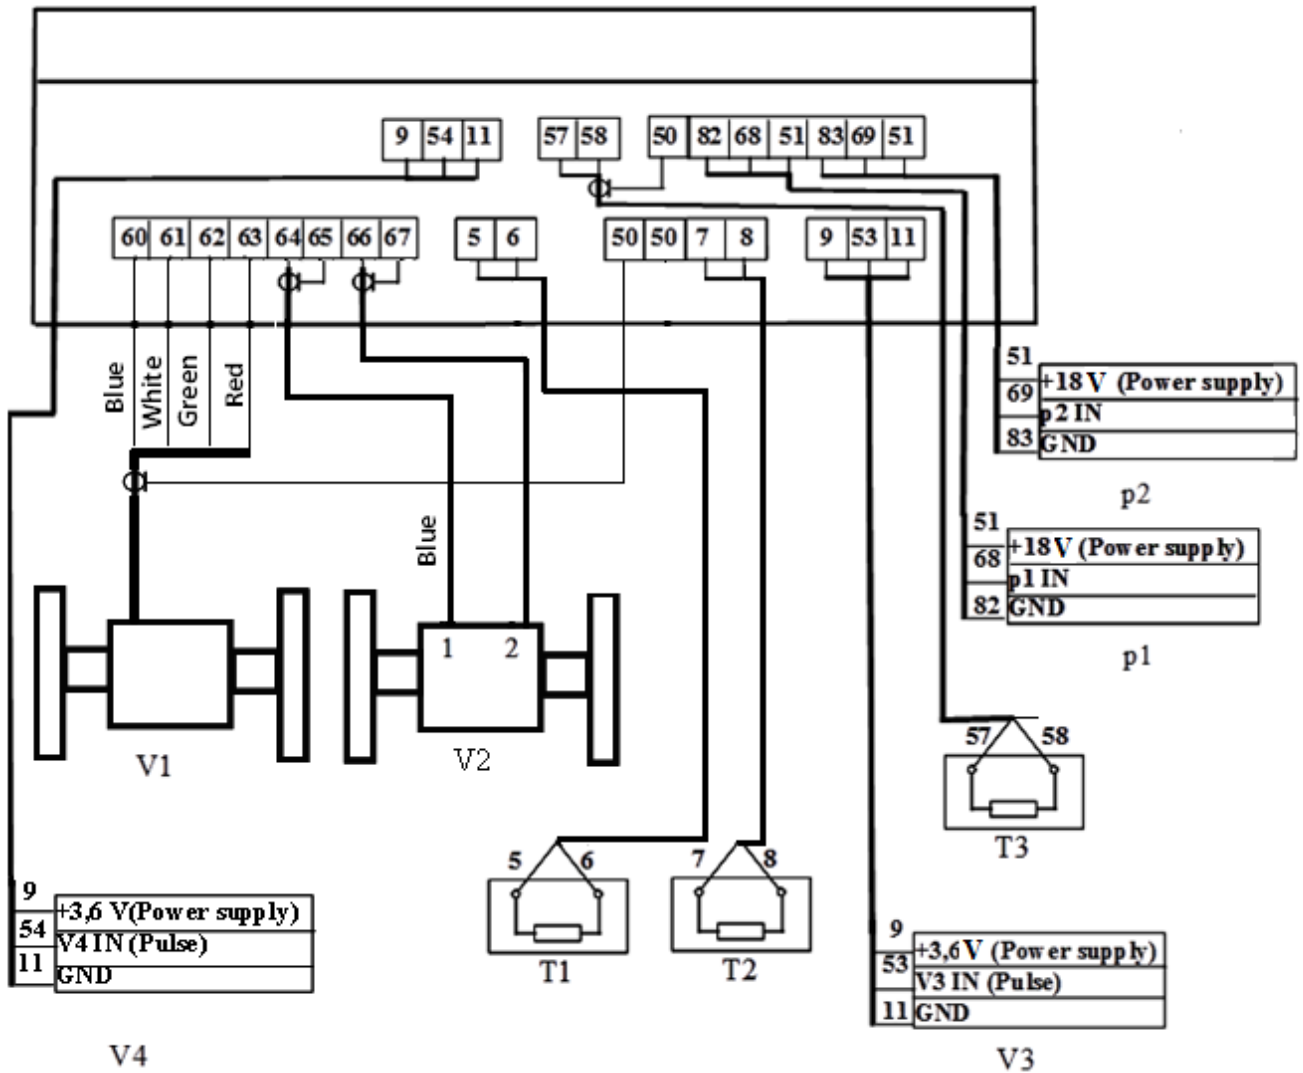 9 54 11
57 58
50 82 68 51 83 69 51
60 61 62 63 64 65 66 67
5 6
50 50 7 8
9 53 11
Blue
White
Green
Red
Blue
51
+18 V (Power supply)
69
p2 IN
83
GND
p2
51
+18V (Power supply)
68
p1 IN
82
GND
p1
V1
1 2
V2
57 58
T3
5 6
T1
7 8
T2
9
+3,6 V(Power supply)
54
V4 IN (Pulse)
11
GND
V4
9
+3,6V (Power supply)
53
V3 IN (Pulse)
11
GND
V3